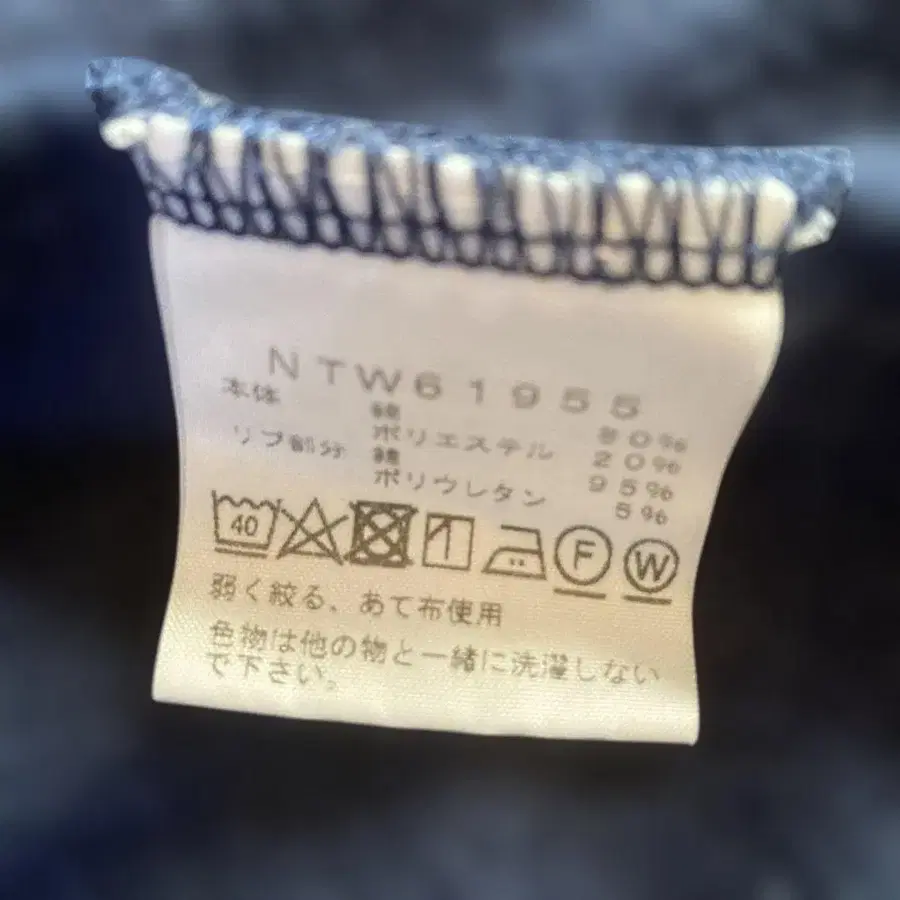 NTW61955
本体 綿 80%
ポリエステル 20%
リブ部分 綿 95%
ポリウレタン 5%
40 F W
弱く絞る、あて布使用
色物は他の物と一緒に洗濯しない
で下さい。